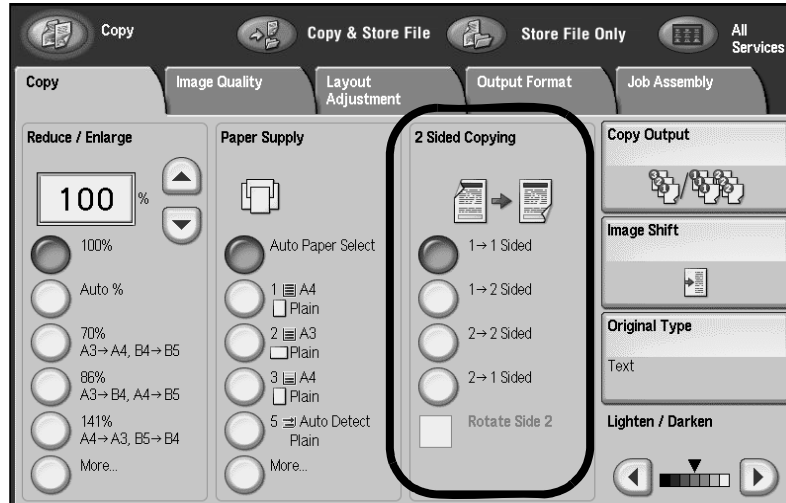 Copy
Copy & Store File
Store File Only
All
Services
Copy
Image Quality
Layout
Adjustment
Output Format
Job Assembly
Reduce / Enlarge
100 %
100%
Auto %
70%
A3→A4, B4→B5
86%
A3→B4, A4→B5
141%
A4→A3, B5→B4
More...
Paper Supply
Auto Paper Select
1 A4
Plain
2 A3
Plain
3 A4
Plain
5 Auto Detect
Plain
More...
2 Sided Copying
1→1 Sided
1→2 Sided
2→2 Sided
2→1 Sided
Rotate Side 2
Copy Output
Image Shift
Original Type
Text
Lighten / Darken